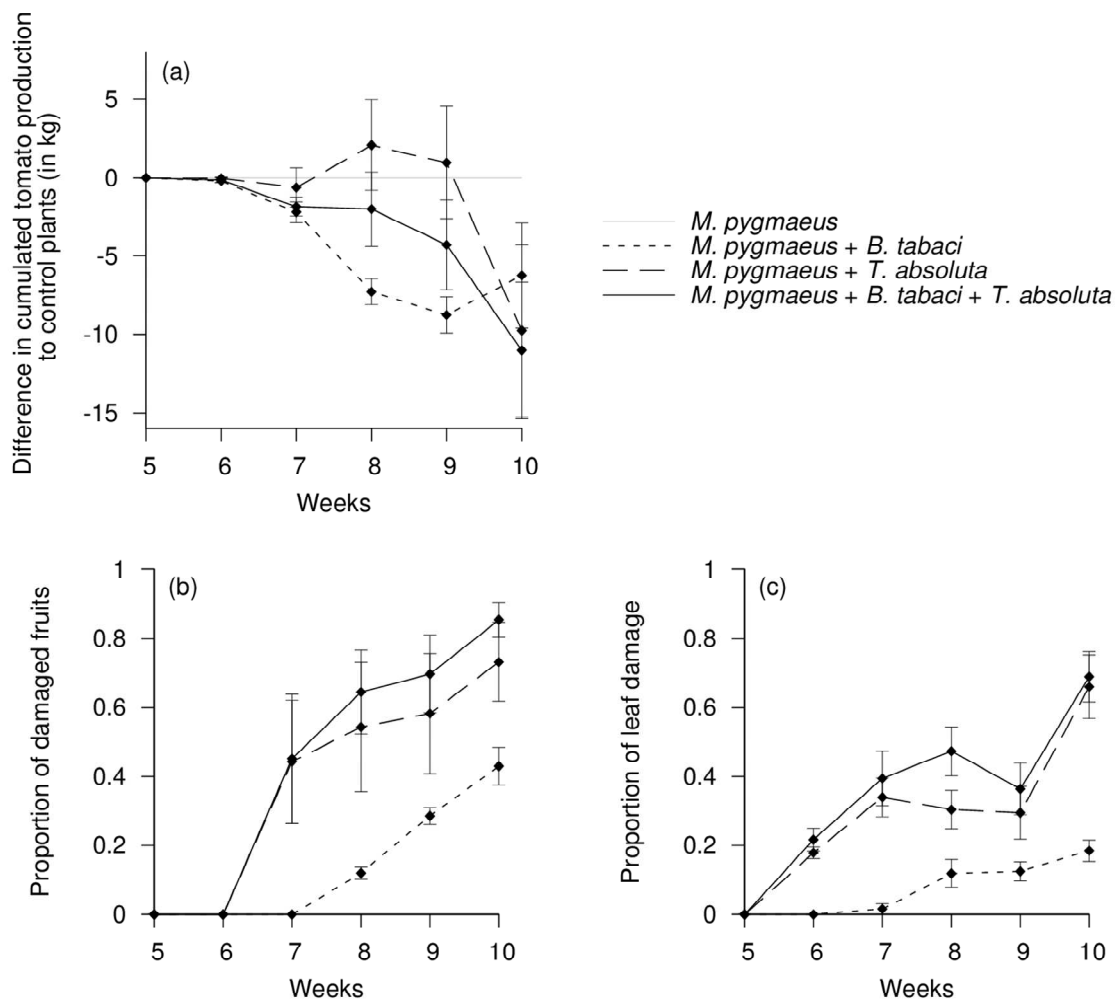 (a)
Difference in cumulated tomato production
to control plants (in kg)
5
0
-5
-10
-15
5 6 7 8 9 10
Weeks
M. pygmaeus
M. pygmaeus + B. tabaci
M. pygmaeus + T. absoluta
M. pygmaeus + B. tabaci + T. absoluta
(b)
Proportion of damaged fruits
1
0.8
0.6
0.4
0.2
0
5 6 7 8 9 10
Weeks
(c)
Proportion of leaf damage
1
0.8
0.6
0.4
0.2
0
5 6 7 8 9 10
Weeks